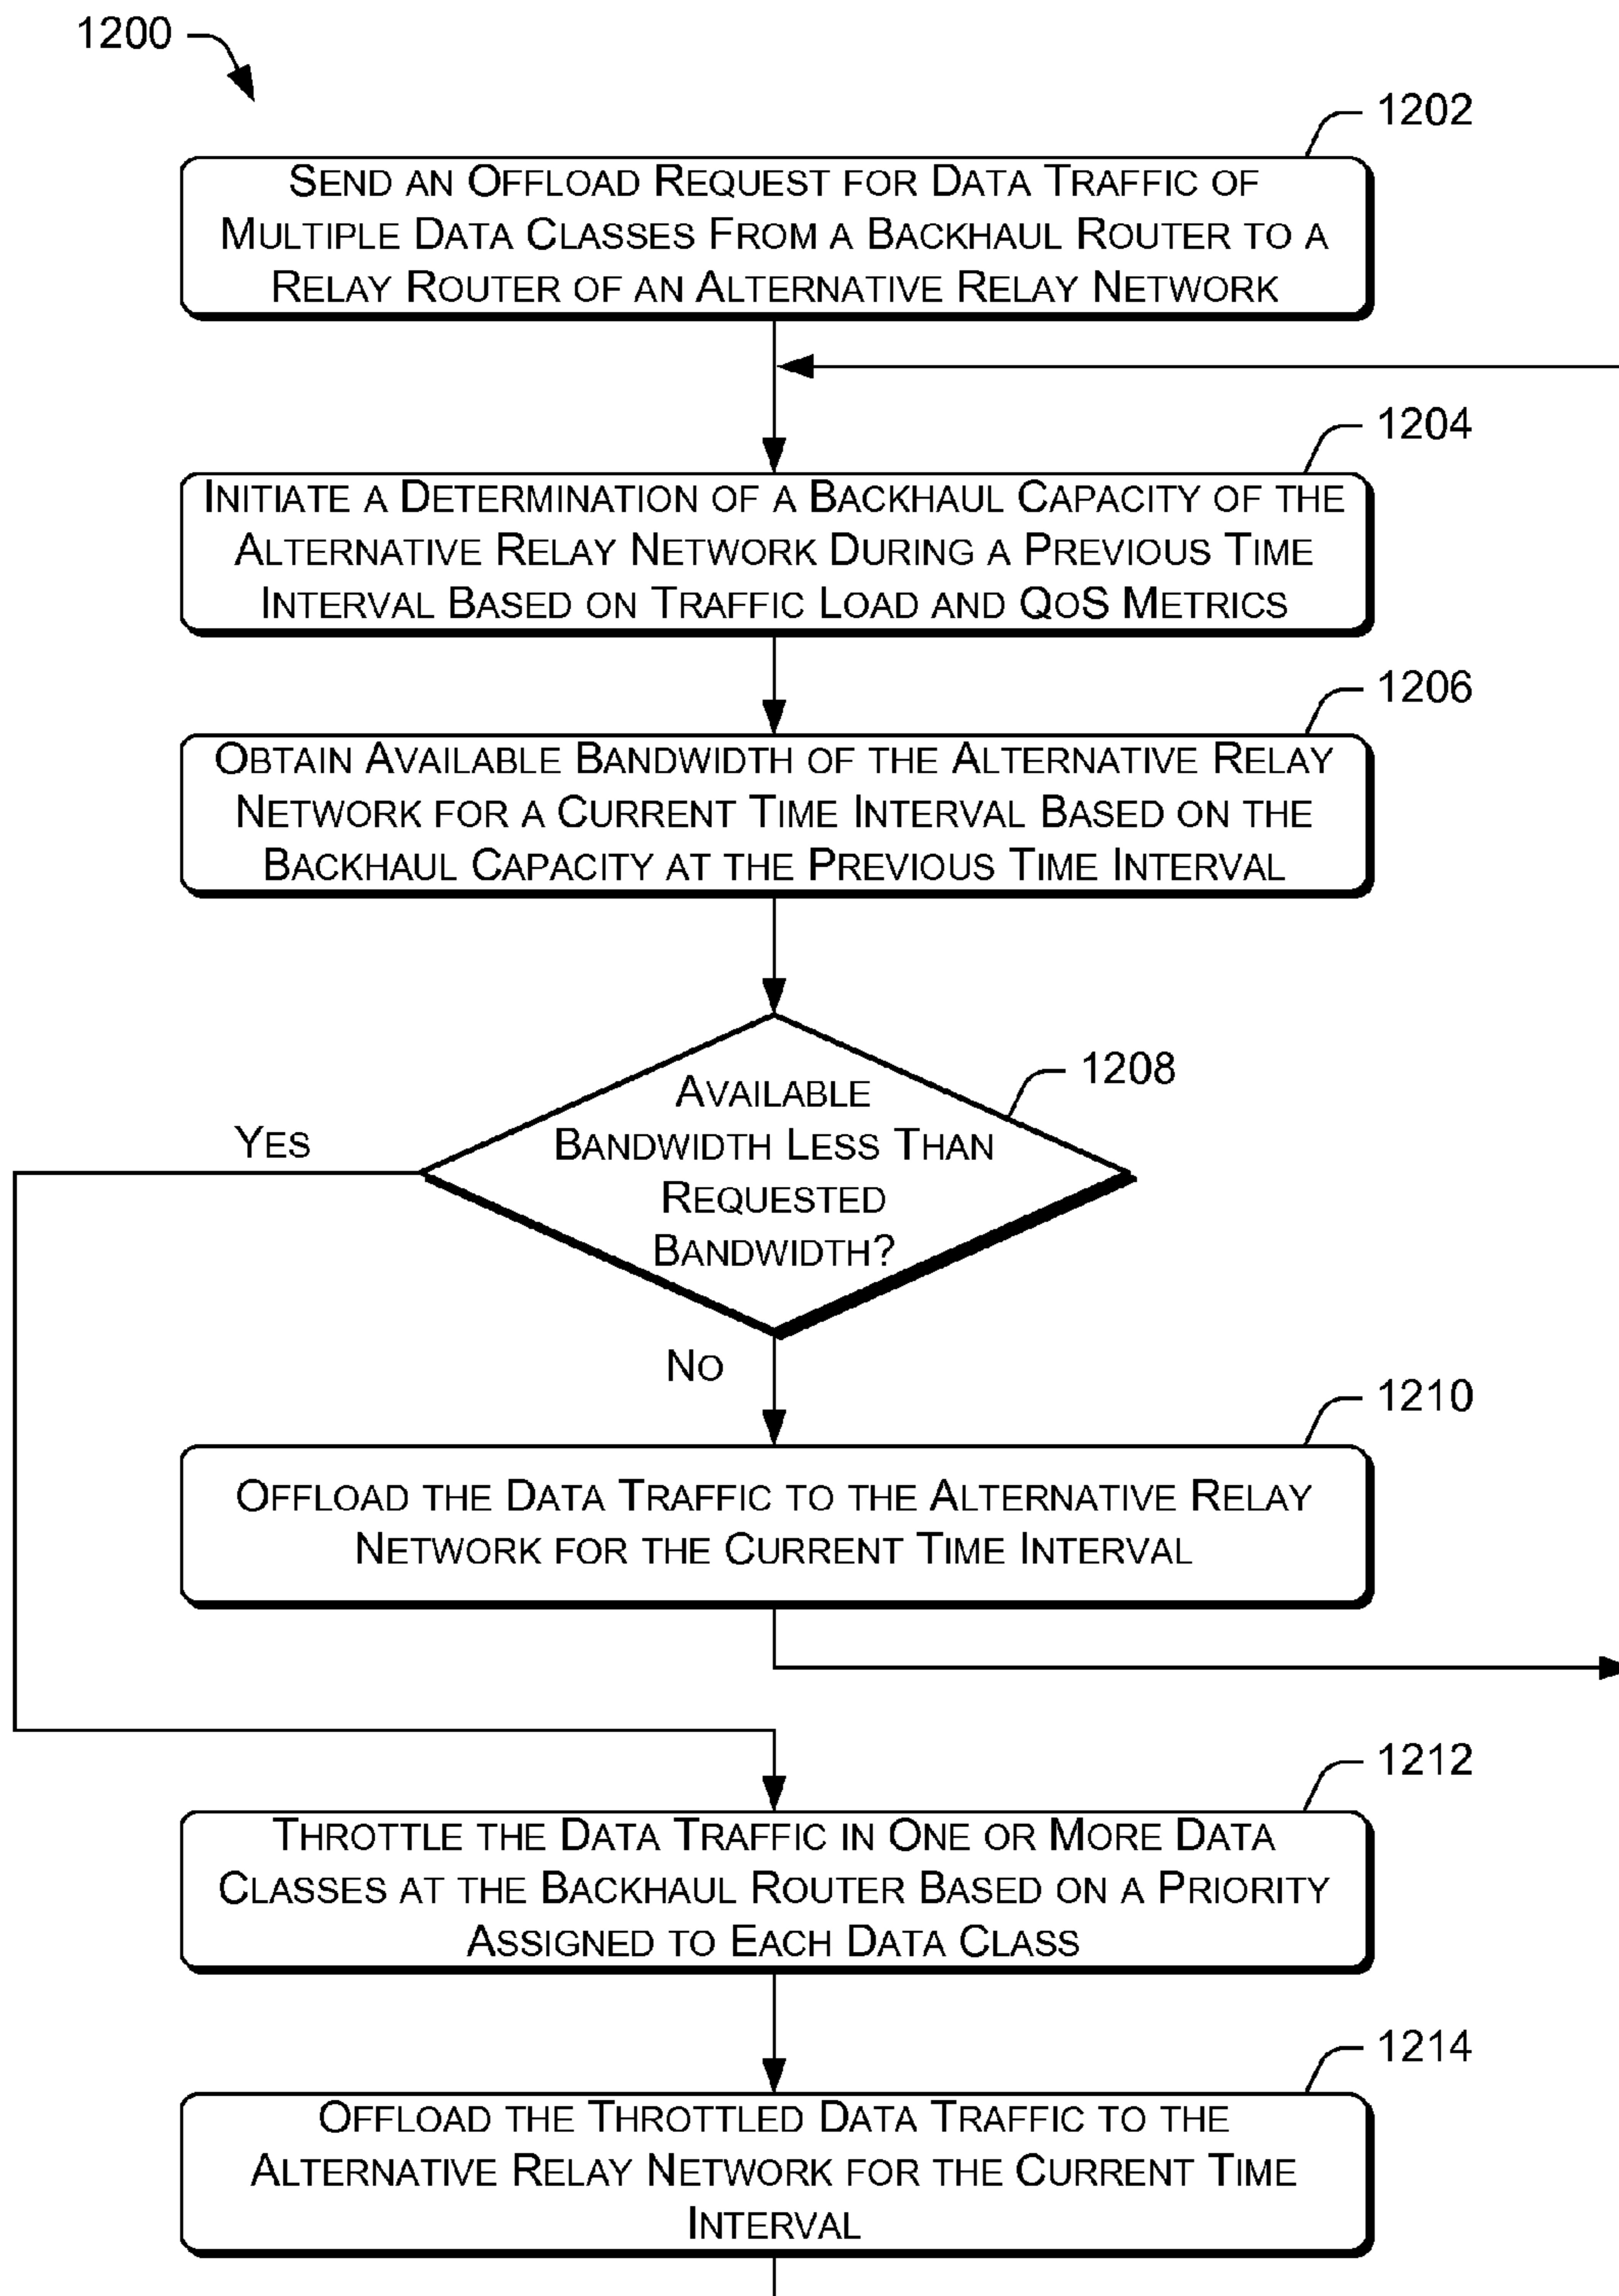 1200
1202
SEND AN OFFLOAD REQUEST FOR DATA TRAFFIC OF
MULTIPLE DATA CLASSES FROM A BACKHAUL ROUTER TO A
RELAY ROUTER OF AN ALTERNATIVE RELAY NETWORK
1204
INITIATE A DETERMINATION OF A BACKHAUL CAPACITY OF THE
ALTERNATIVE RELAY NETWORK DURING A PREVIOUS TIME
INTERVAL BASED ON TRAFFIC LOAD AND QOS METRICS
1206
OBTAIN AVAILABLE BANDWIDTH OF THE ALTERNATIVE RELAY
NETWORK FOR A CURRENT TIME INTERVAL BASED ON THE
BACKHAUL CAPACITY AT THE PREVIOUS TIME INTERVAL
1208
AVAILABLE
BANDWIDTH LESS THAN
REQUESTED
BANDWIDTH?
YES
NO
1210
OFFLOAD THE DATA TRAFFIC TO THE ALTERNATIVE RELAY
NETWORK FOR THE CURRENT TIME INTERVAL
1212
THROTTLE THE DATA TRAFFIC IN ONE OR MORE DATA
CLASSES AT THE BACKHAUL ROUTER BASED ON A PRIORITY
ASSIGNED TO EACH DATA CLASS
1214
OFFLOAD THE THROTTLED DATA TRAFFIC TO THE
ALTERNATIVE RELAY NETWORK FOR THE CURRENT TIME
INTERVAL